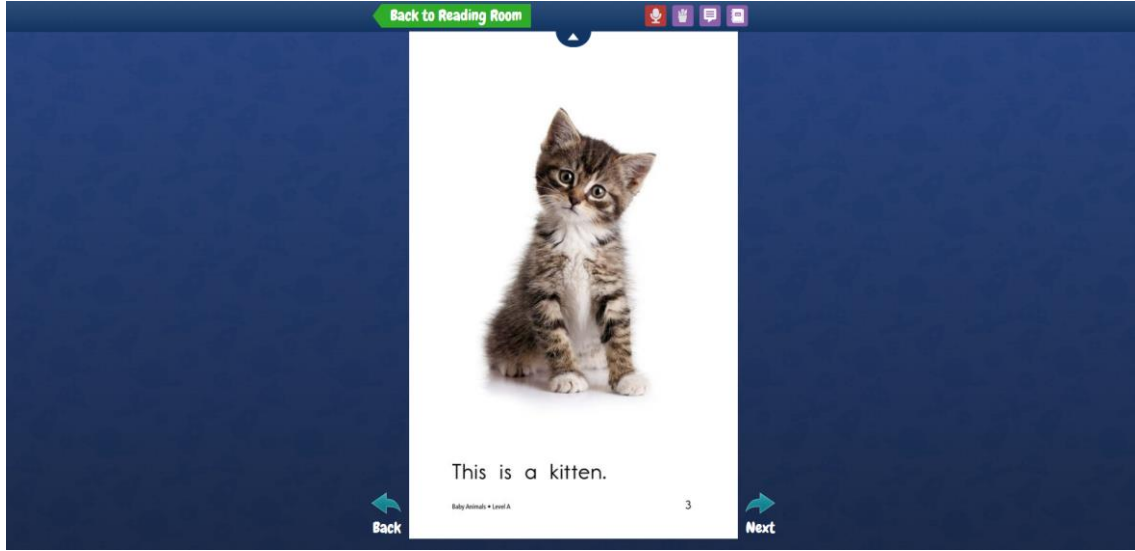 Back to Reading Room
This is a kitten.
Baby Animals • Level A
3
Back
Next